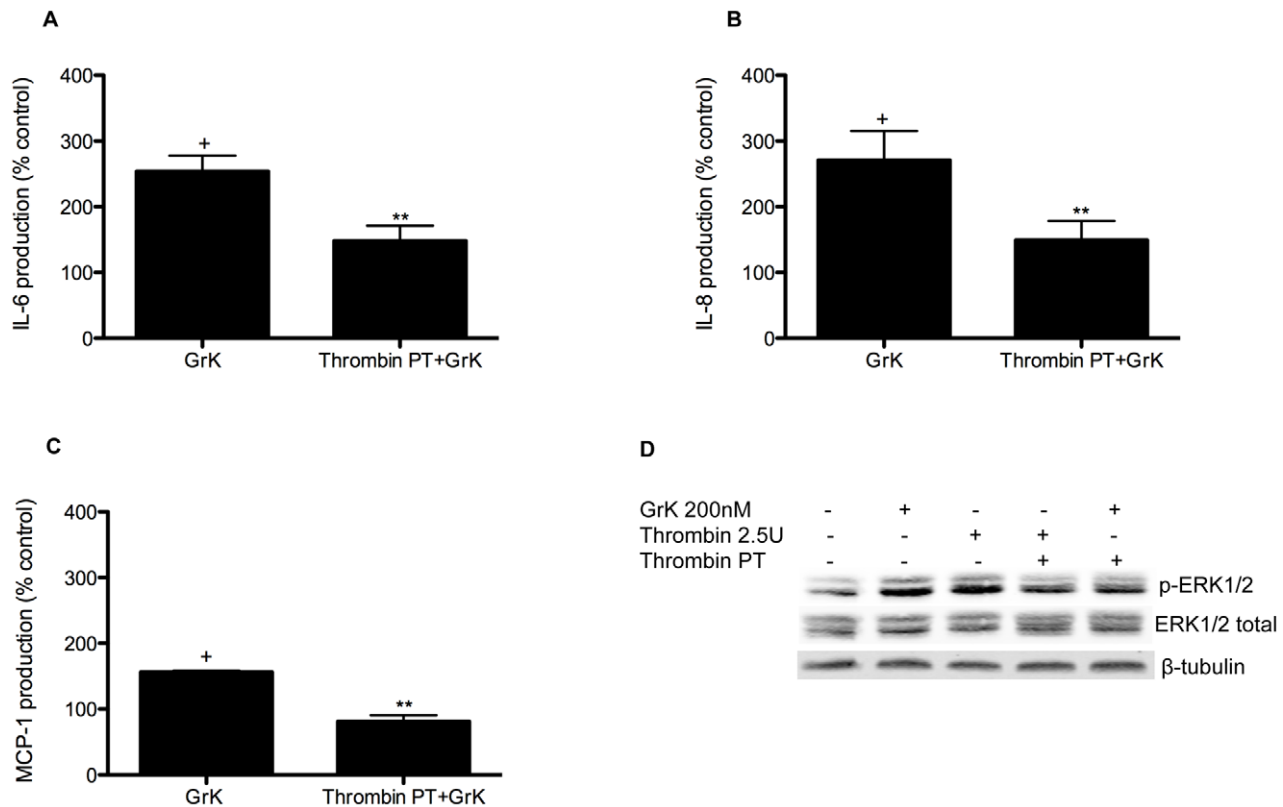 A
IL-6 production (% control)
400
300
200
100
0
+
**
GrK
Thrombin PT+GrK
B
IL-8 production (% control)
400
300
200
100
0
+
**
GrK
Thrombin PT+GrK
C
MCP-1 production (% control)
400
300
200
100
0
+
**
GrK
Thrombin PT+GrK
D
GrK 200nM - + - - +
Thrombin 2.5U - - + + -
Thrombin PT - - - + +
p-ERK1/2
ERK1/2 total
β-tubulin